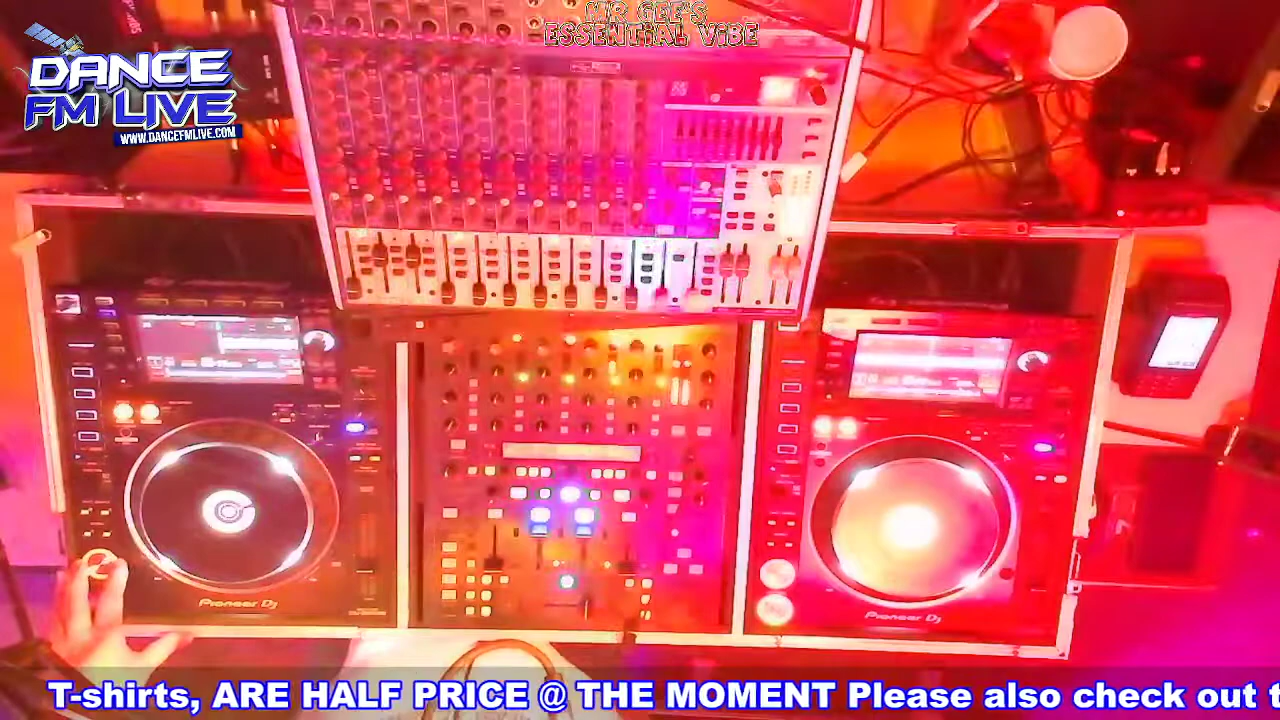 MR GEE'S
ESSENTIAL VIBE
DANCE
FM LIVE
WWW.DANCEFMLIVE.COM
Pioneer Dj
Pioneer Dj
T-shirts, ARE HALF PRICE @ THE MOMENT Please also check out t